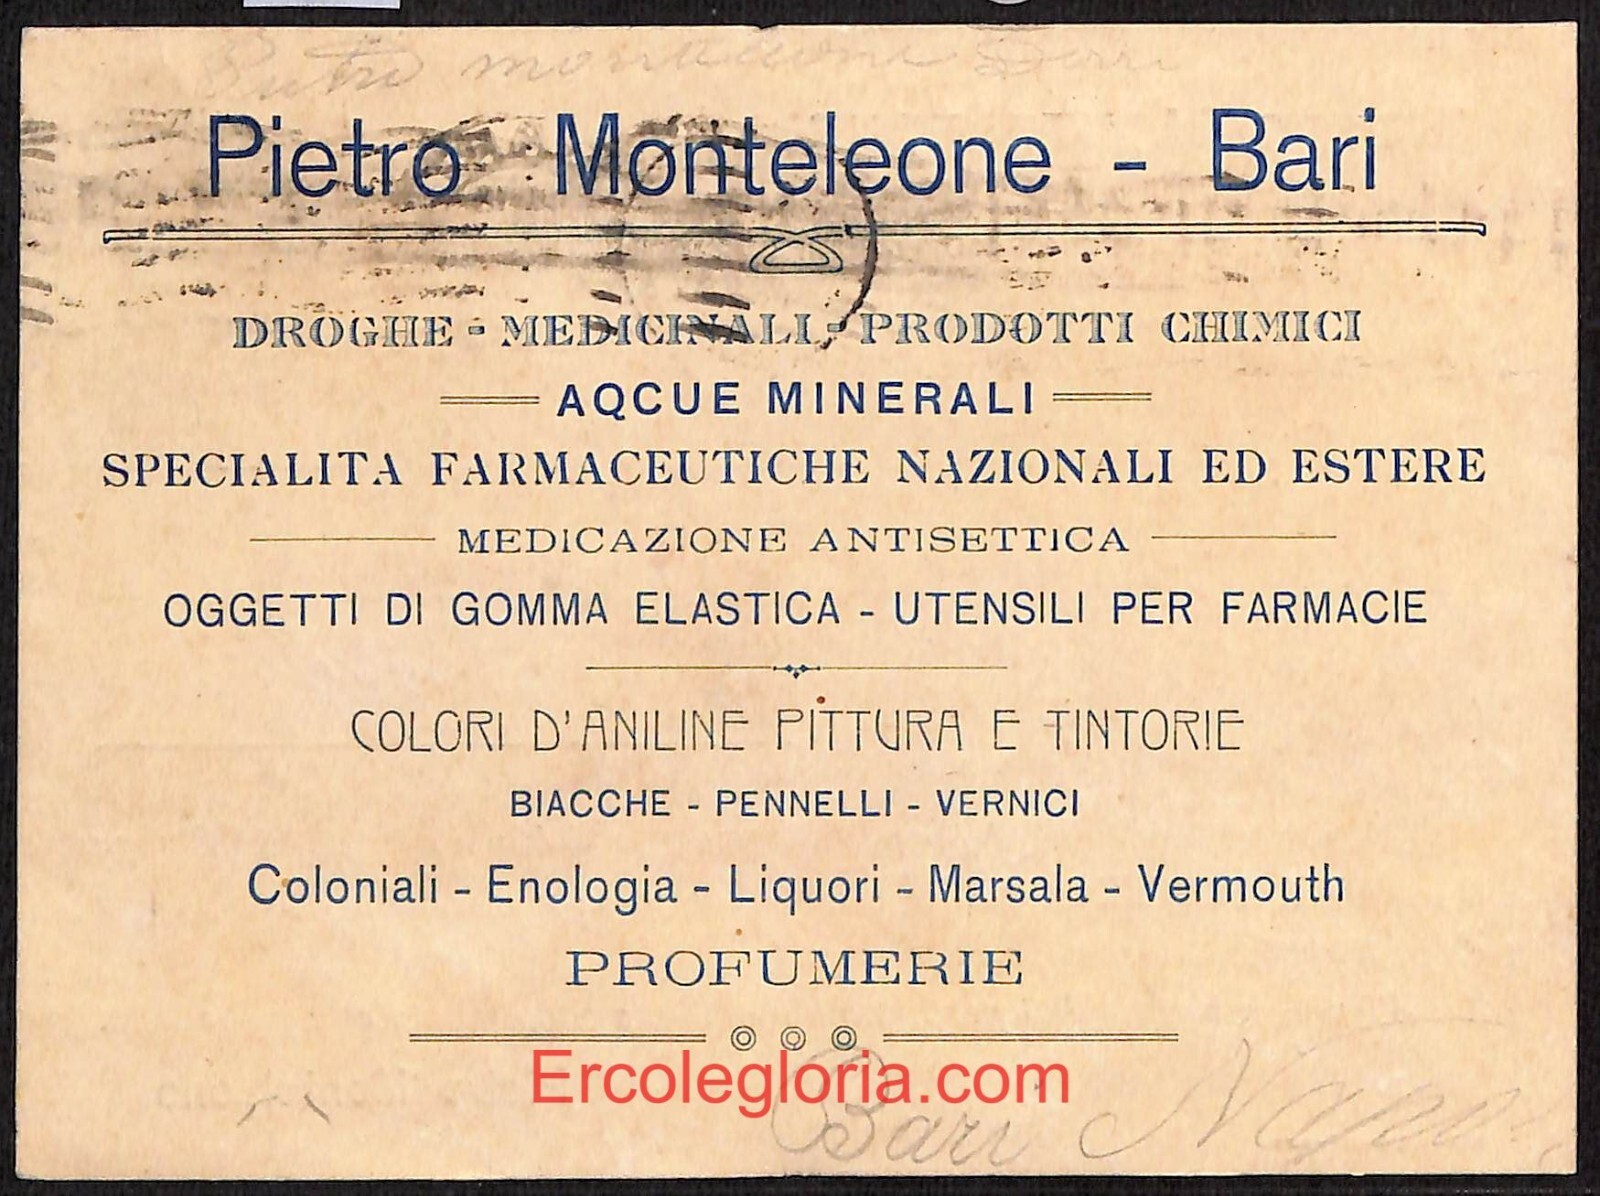 Pietro Monteleone - Bari
DROGHE - MEDICINALI - PRODOTTI CHIMICI
AQCUE MINERALI
SPECIALITA FARMACEUTICHE NAZIONALI ED ESTERE
MEDICAZIONE ANTISETTICA
OGGETTI DI GOMMA ELASTICA - UTENSILI PER FARMACIE
COLORI D'ANILINE PITTURA E TINTORIE
BIACCHE - PENNELLI - VERNICI
Coloniali - Enologia - Liquori - Marsala - Vermouth
PROFUMERIE
Ercolegloria.com
Bari